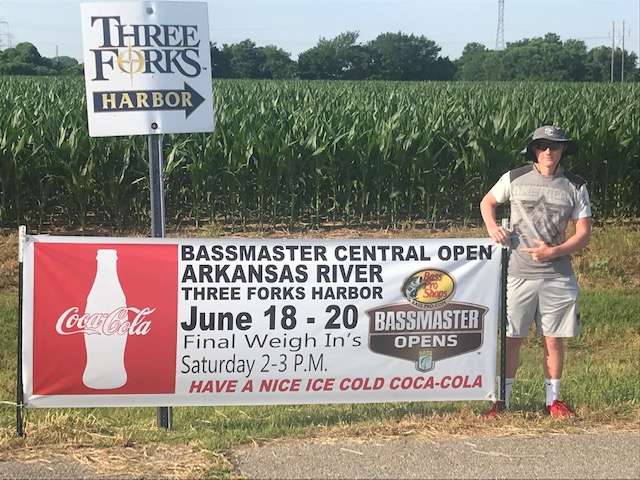 THREE
FORKS
HARBOR
Coca-Cola
BASSMASTER CENTRAL OPEN
ARKANSAS RIVER
THREE FORKS HARBOR
June 18 - 20
Final Weigh In's
Saturday 2-3 P.M.
HAVE A NICE ICE COLD COCA-COLA
Bass
Pro Shops
BASSMASTER
OPENS
AMERICAN